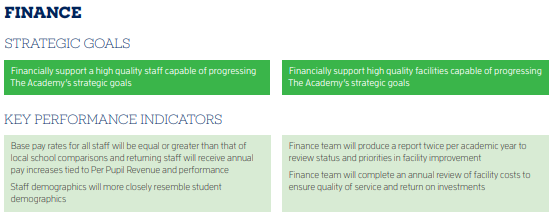 FINANCE
STRATEGIC GOALS
Financially support a high quality staff capable of progressing
The Academy's strategic goals
Financially support high quality facilities capable of progressing
The Academy's strategic goals
KEY PERFORMANCE INDICATORS
Base pay rates for all staff will be equal or greater than that of
local school comparisons and returning staff will receive annual
pay increases tied to Per Pupil Revenue and performance
Staff demographics will more closely resemble student
demographics
Finance team will produce a report twice per academic year to
review status and priorities in facility improvement
Finance team will complete an annual review of facility costs to
ensure quality of service and return on investments